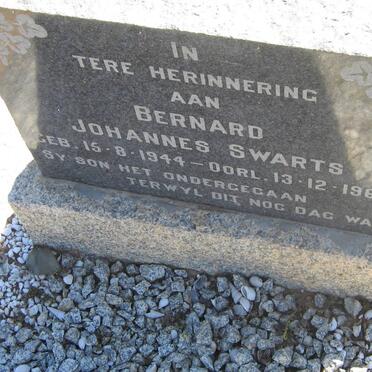 IN
TERE HERINNERING
AAN
BERNARD
JOHANNES SWARTS
GEB. 15-8-1944 - OORL. 13-12-196
SY SON HET ONDERGEGAAN
TERWYL DIT NOG DAG WA